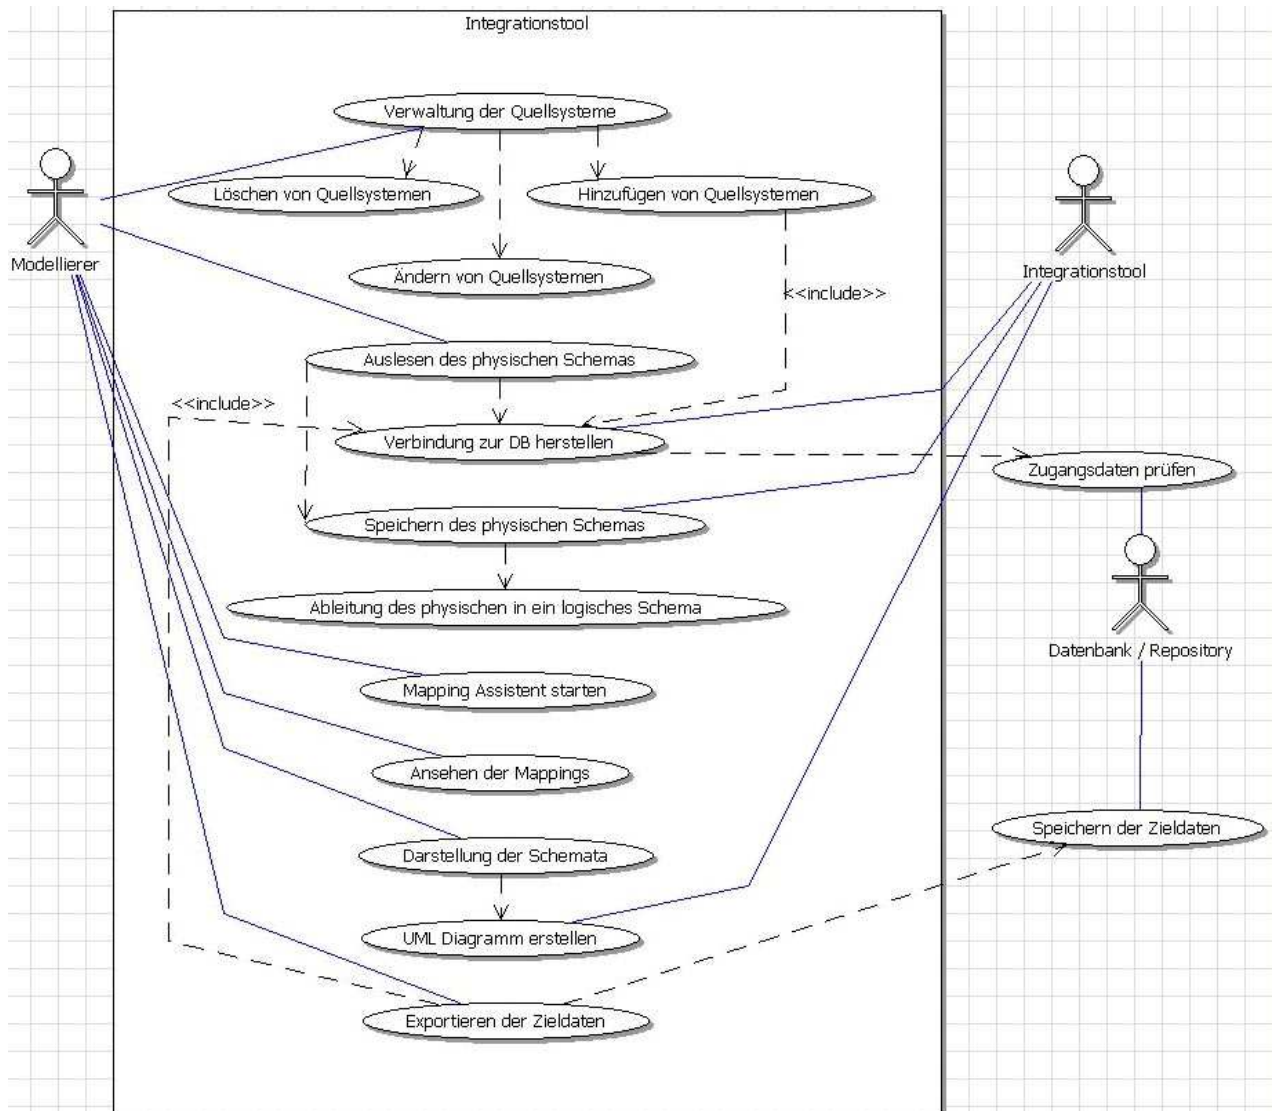 Integrationstool
Verwaltung der Quellsysteme
Löschen von Quellsystemen
Hinzufügen von Quellsystemen
Modellierer
Integrationstool
Ändern von Quellsystemen
<<include>>
Auslesen des physischen Schemas
<<include>>
Verbindung zur DB herstellen
Zugangsdaten prüfen
Speichern des physischen Schemas
Ableitung des physischen in ein logisches Schema
Datenbank / Repository
Mapping Assistent starten
Ansehen der Mappings
Speichern der Zieldaten
Darstellung der Schemata
UML Diagramm erstellen
Exportieren der Zieldaten